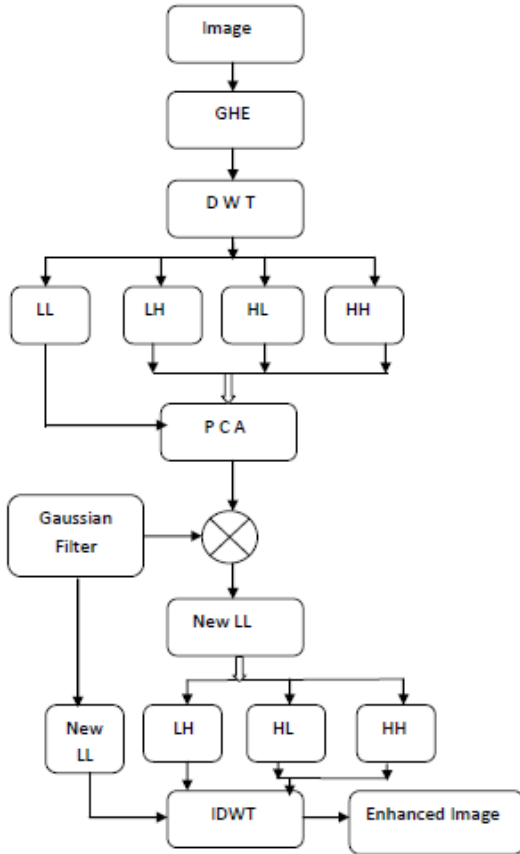 Image
GHE
D W T
LL
LH
HL
HH
P C A
Gaussian
Filter
New LL
New
LL
LH
HL
HH
IDWT
Enhanced Image